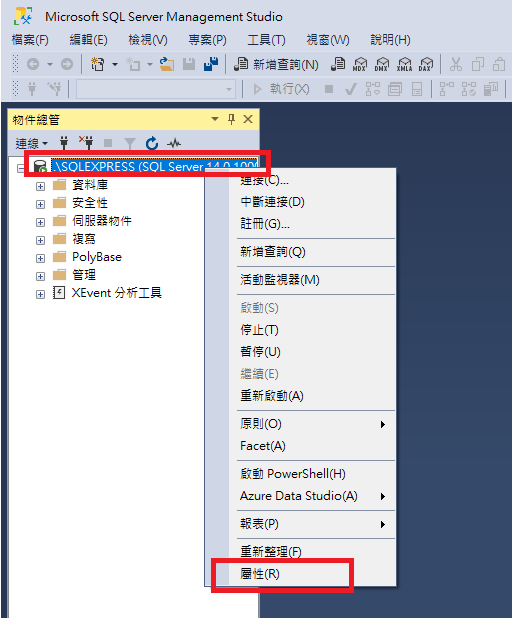 Microsoft SQL Server Management Studio
檔案(F) 編輯(E) 檢視(V) 專案(P) 工具(T) 視窗(W) 說明(H)
新增查詢(N) MDX DMX XMLA DAX
執行(X)
物件總管
連線
.\SQLEXPRESS (SQL Server 14.0.100
資料庫
安全性
伺服器物件
複寫
PolyBase
管理
XEvent 分析工具
連接(C)...
中斷連接(D)
註冊(G)...
新增查詢(Q)
活動監視器(M)
啟動(S)
停止(T)
暫停(U)
繼續(E)
重新啟動(A)
原則(O)
Facet(A)
啟動 PowerShell(H)
Azure Data Studio(A)
報表(P)
重新整理(F)
屬性(R)